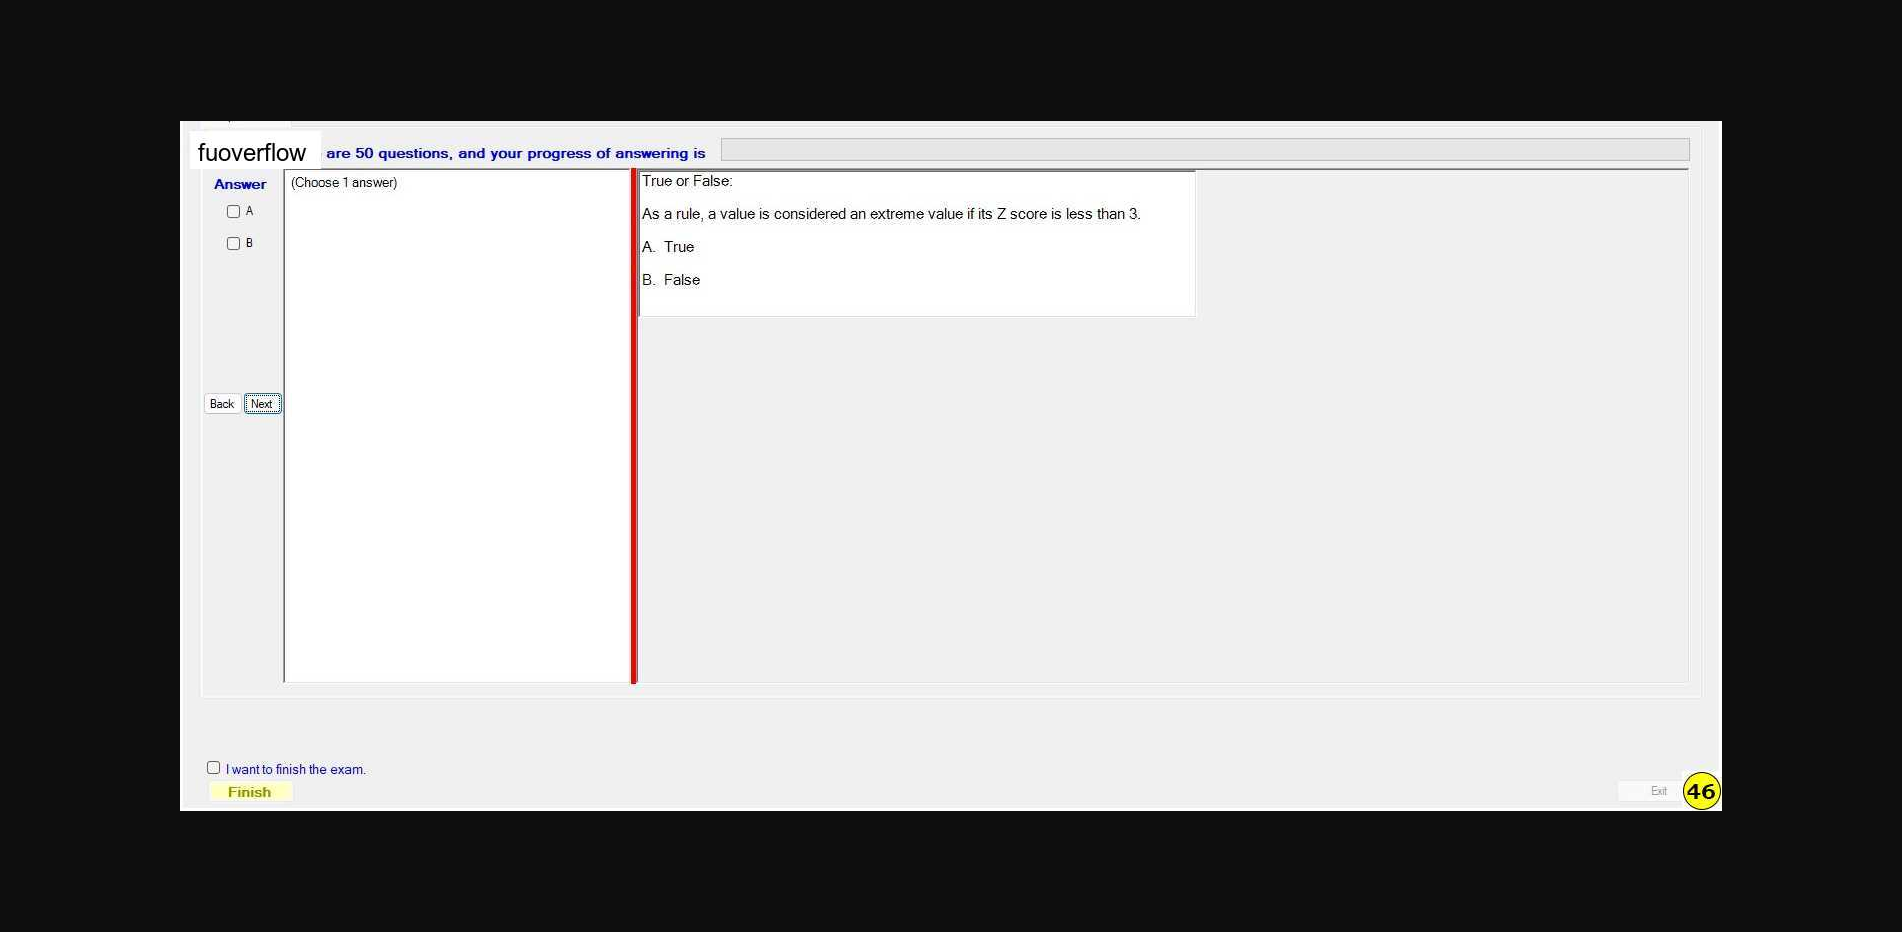 fuoverflow are 50 questions, and your progress of answering is
Answer
(Choose 1 answer)
A
B
Back Next
True or False:
As a rule, a value is considered an extreme value if its Z score is less than 3.
A. True
B. False
I want to finish the exam.
Finish
Exit
46